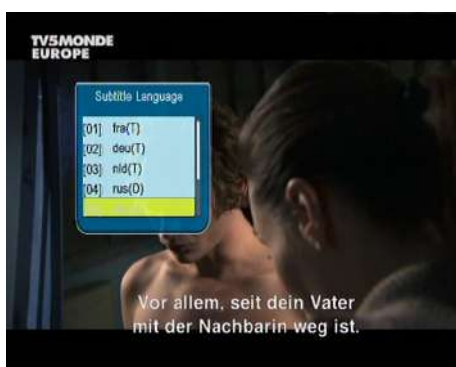 TV5MONDE
EUROPE
Subtitle Language
[01] fra(T)
[02] deu(T)
[03] nld(T)
[04] rus(D)
Vor allem, seit dein Vater
mit der Nachbarin weg ist.